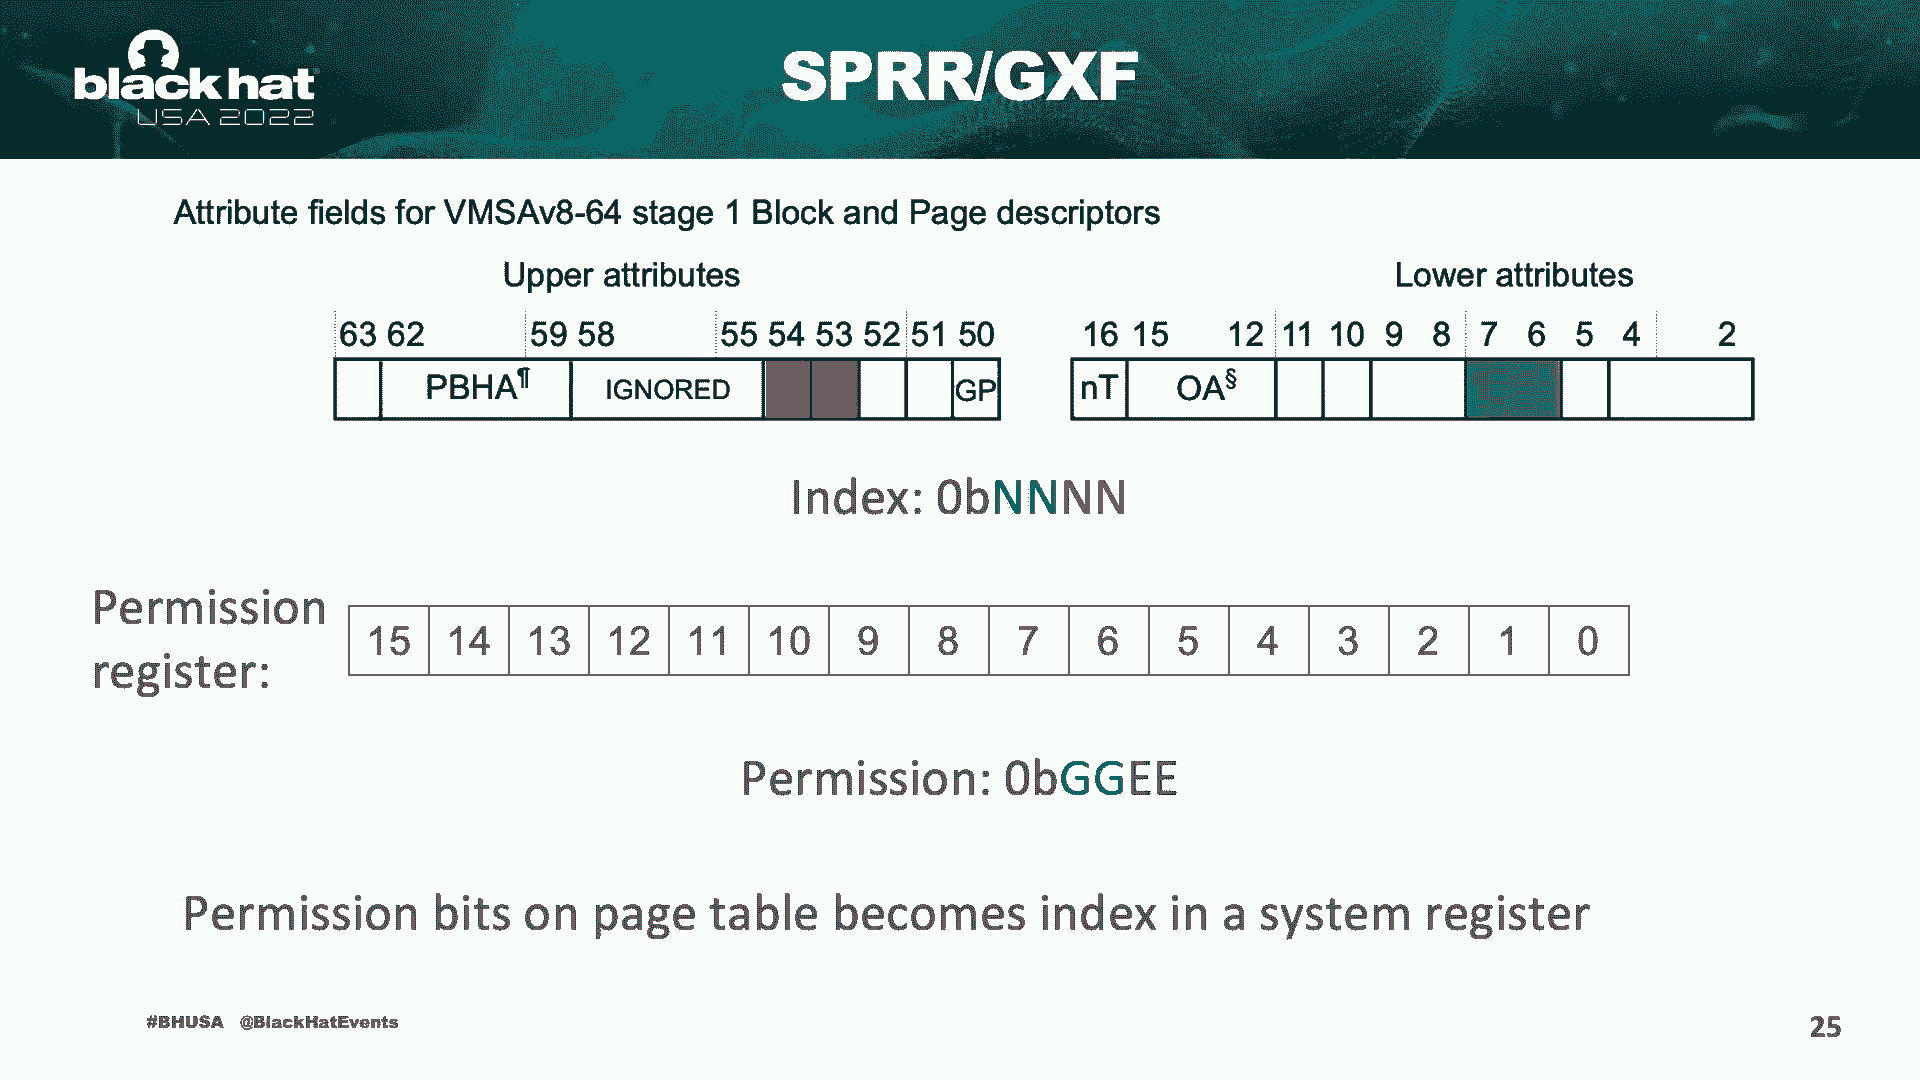 black hat
USA 2022
SPRR/GXF
Attribute fields for VMSAv8-64 stage 1 Block and Page descriptors
Upper attributes
Lower attributes
63 62 59 58 55 54 53 52 51 50
16 15 12 11 10 9 8 7 6 5 4 2
PBHA¶ IGNORED GP
nT OA§
Index: 0bNNNN
Permission
register:
15 14 13 12 11 10 9 8 7 6 5 4 3 2 1 0
Permission: 0bGGEE
Permission bits on page table becomes index in a system register
#BHUSA @BlackHatEvents
25